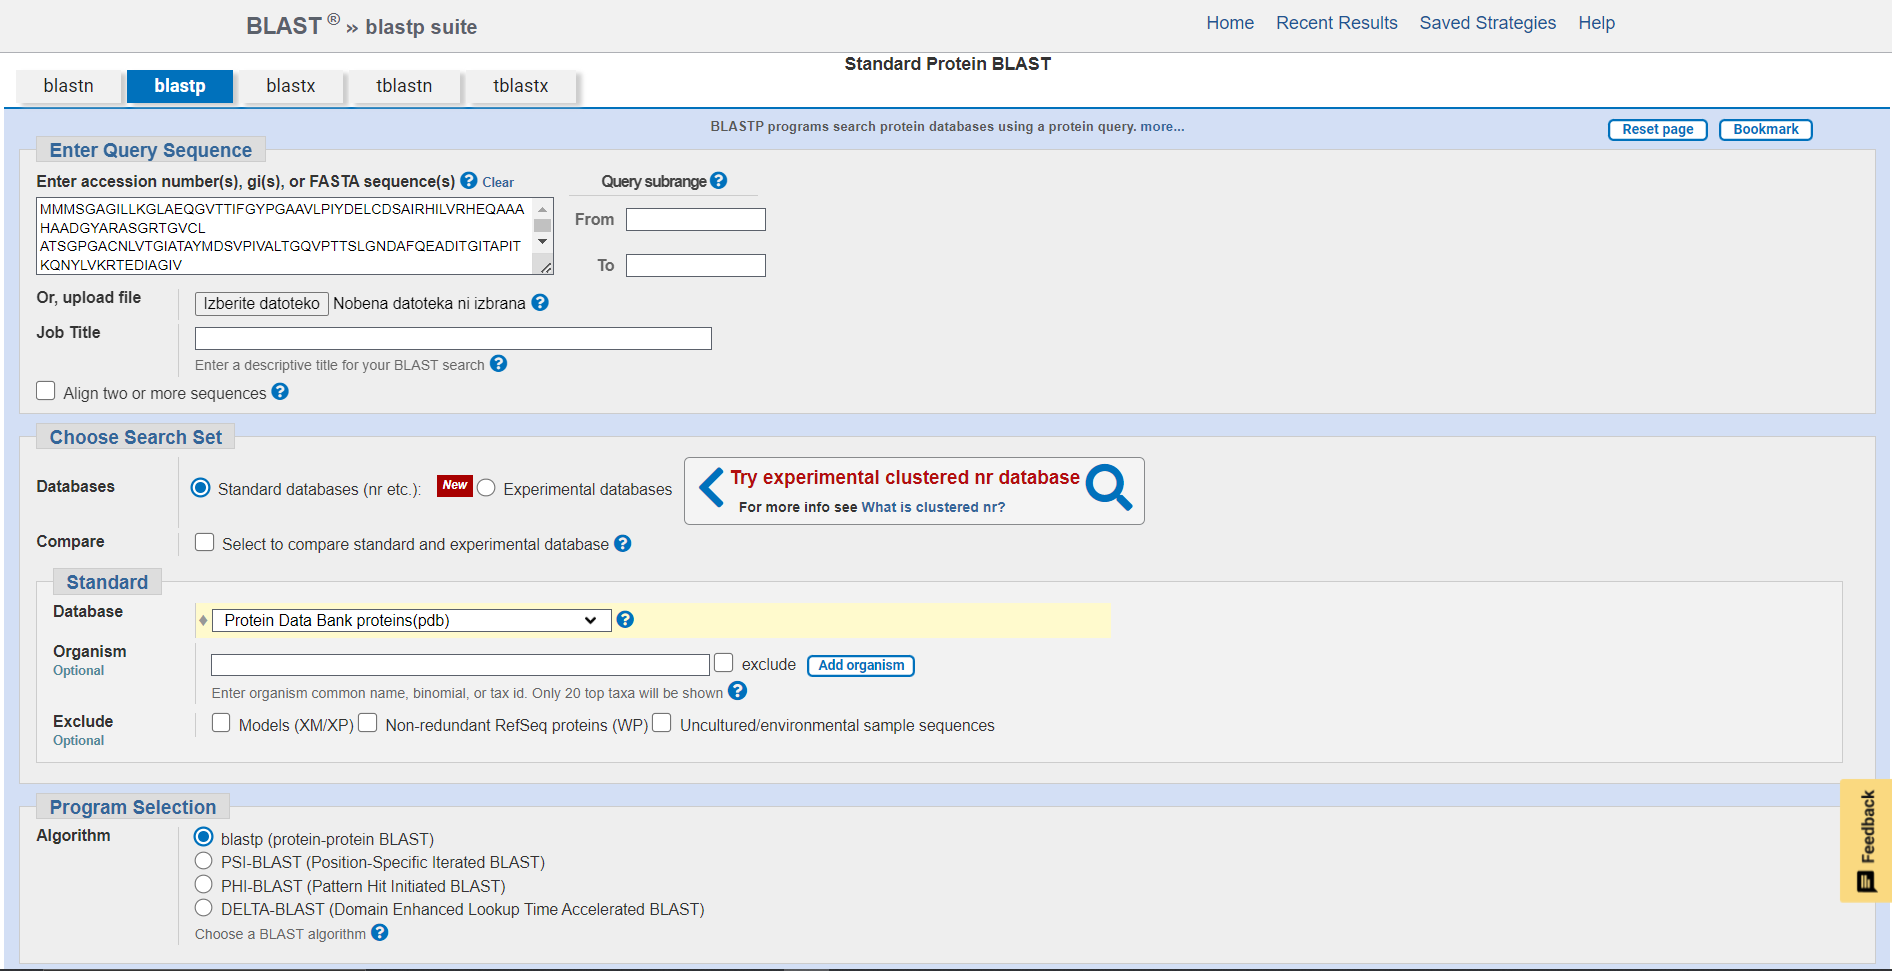 BLAST ® » blastp suite
Home Recent Results Saved Strategies Help
Standard Protein BLAST
blastn blastp blastx tblastn tblastx
BLASTP programs search protein databases using a protein query. more...
Reset page Bookmark
Enter Query Sequence
Enter accession number(s), gi(s), or FASTA sequence(s) ? Clear
Query subrange ?
MMMSGAGILLKGLAEQGVTTIFGYPGAAVLPIYDELCDSAIRHILVRHEQAAA
HAADGYARASGRTGVCL
ATSGPGACNLVTGIATAYMDSVPIVALTGQVPTTSLGNDAFQEADITGITAPIT
KQNYLVKRTEDIAGIV
From
To
Or, upload file
Izberite datoteko Nobena datoteka ni izbrana ?
Job Title
Enter a descriptive title for your BLAST search ?
Align two or more sequences ?
Choose Search Set
Databases
Standard databases (nr etc.): New Experimental databases
Try experimental clustered nr database
For more info see What is clustered nr?
Compare
Select to compare standard and experimental database ?
Standard
Database
Protein Data Bank proteins(pdb) ?
Organism
Optional
exclude Add organism
Enter organism common name, binomial, or tax id. Only 20 top taxa will be shown ?
Exclude
Optional
Models (XM/XP) Non-redundant RefSeq proteins (WP) Uncultured/environmental sample sequences
Program Selection
Algorithm
blastp (protein-protein BLAST)
PSI-BLAST (Position-Specific Iterated BLAST)
PHI-BLAST (Pattern Hit Initiated BLAST)
DELTA-BLAST (Domain Enhanced Lookup Time Accelerated BLAST)
Choose a BLAST algorithm ?
Feedback